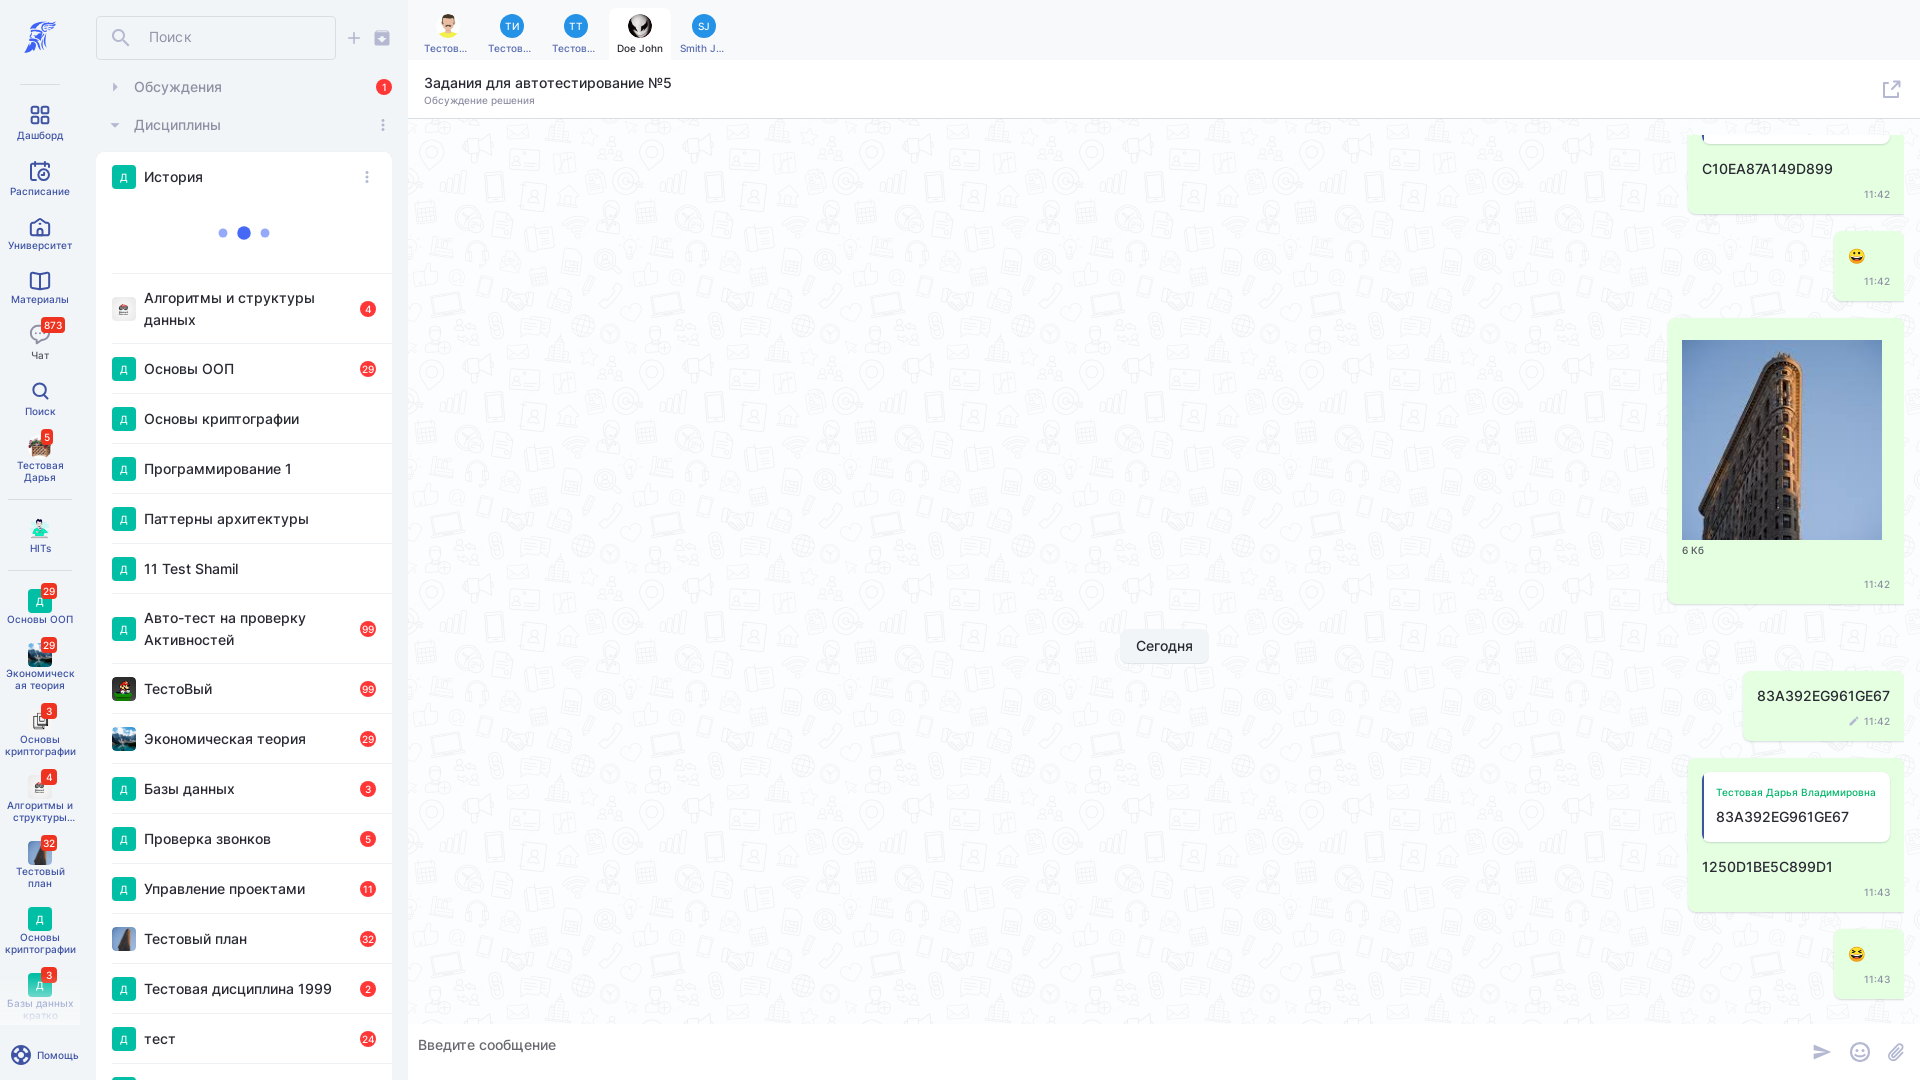 Дашборд
Расписание
Университет
Материалы
873
Чат
Поиск
5
Тестовая
Дарья
HITs
29
Д
Основы ООП
29
Экономическ
ая теория
3
Основы
криптографии
4
Алгоритмы и
структуры...
32
Тестовый
план
Д
Основы
криптографии
3
Д
Базы данных
кратко
Помощь
Поиск
Обсуждения
1
Дисциплины
Д
История
Алгоритмы и структуры
данных
4
Д
Основы ООП
29
Д
Основы криптографии
Д
Программирование 1
Д
Паттерны архитектуры
Д
11 Test Shamil
Д
Авто-тест на проверку
Активностей
99
ТестоВый
99
Экономическая теория
29
Д
Базы данных
3
Д
Проверка звонков
5
Д
Управление проектами
11
Тестовый план
32
Д
Тестовая дисциплина 1999
2
Д
тест
24
Тестов...
ТИ
Тестов...
ТТ
Тестов...
Doe John
SJ
Smith J...
Задания для автотестирование №5
Обсуждение решения
C10EA87A149D899
11:42
😀
11:42
6 Кб
11:42
Сегодня
83A392EG961GE67
11:42
Тестовая Дарья Владимировна
83A392EG961GE67
1250D1BE5C899D1
11:43
😆
11:43
Введите сообщение